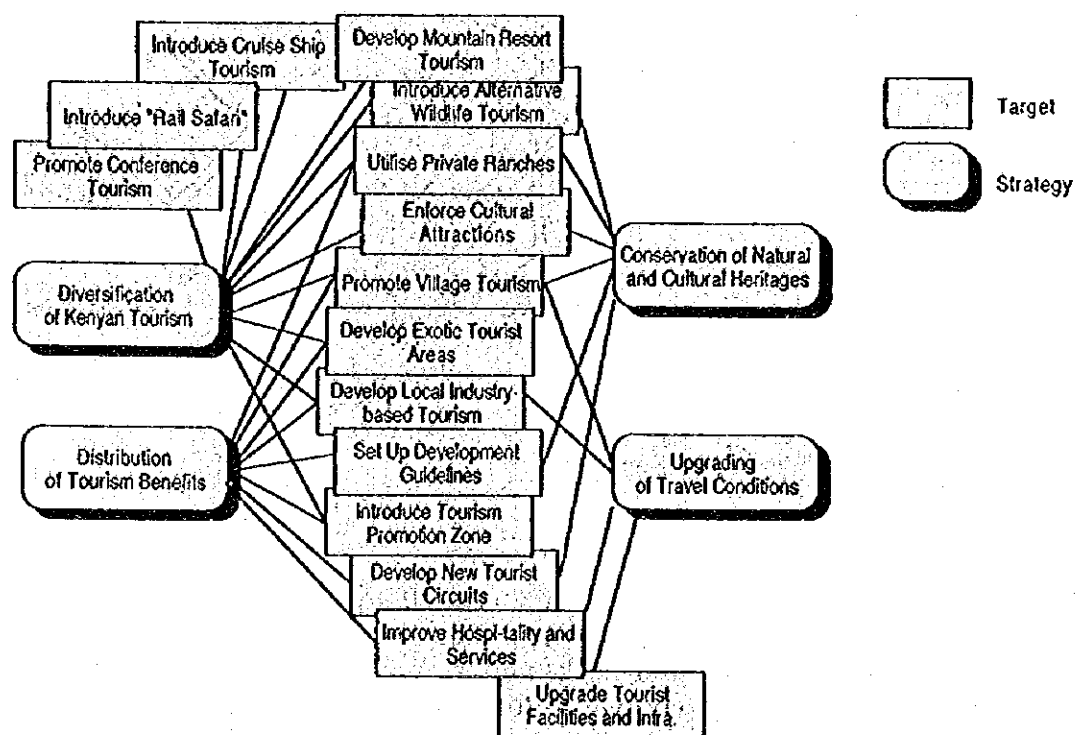 Introduce Cruise Ship
Tourism
Develop Mountain Resort
Tourism
Introduce "Rail Safari"
Introduce Alternative
Wildlife Tourism
Promote Conference
Tourism
Utilise Private Ranches
Enforce Cultural
Attractions
Diversification
of Kenyan Tourism
Promote Village Tourism
Conservation of Natural
and Cultural Heritages
Develop Exotic Tourist
Areas
Develop Local Industry-
based Tourism
Distribution
of Tourism Benefits
Set Up Development
Guidelines
Upgrading
of Travel Conditions
Introduce Tourism
Promotion Zone
Develop New Tourist
Circuits
Improve Hospi-tality and
Services
Upgrade Tourist
Facilities and Infra.
Target
Strategy